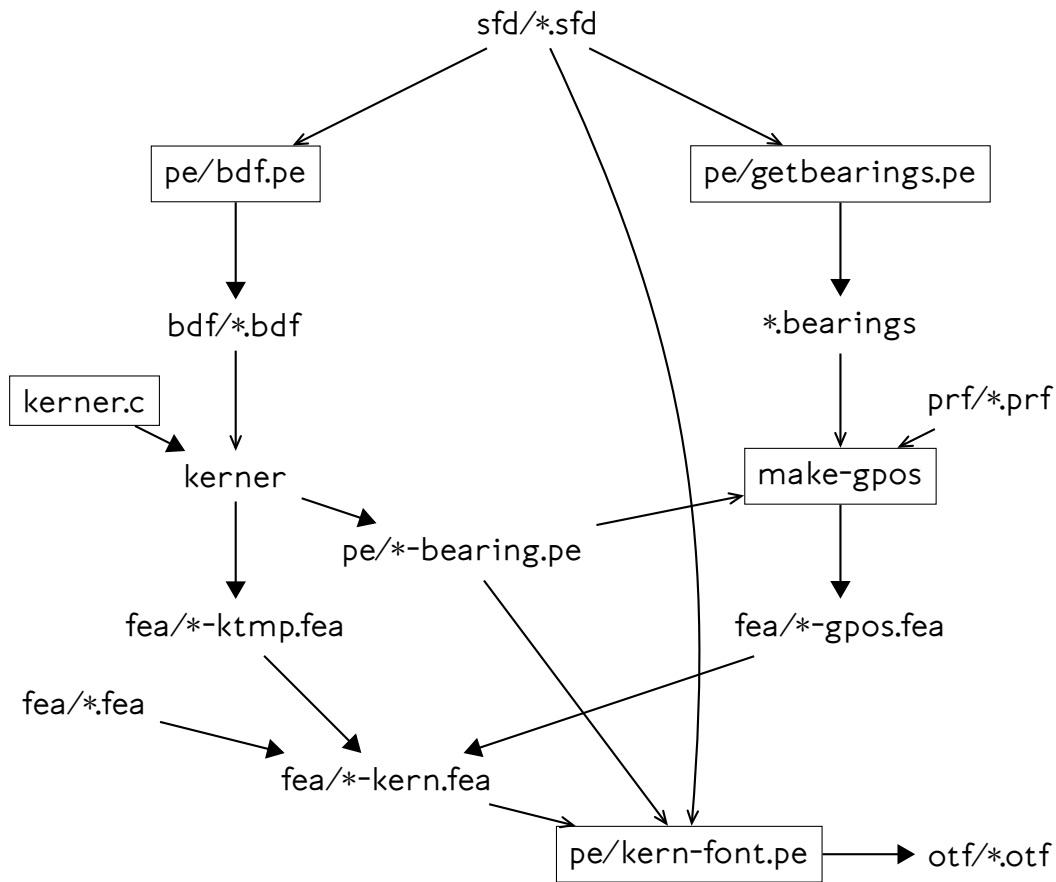 sfd/*.sfd
pe/bdf.pe
pe/getbearings.pe
bdf/*.bdf
*.bearings
kerner.c
prf/*.prf
kerner
make-gpos
pe/*-bearing.pe
fea/*-ktmp.fea
fea/*-gpos.fea
fea/*.fea
fea/*-kern.fea
pe/kern-font.pe
otf/*.otf